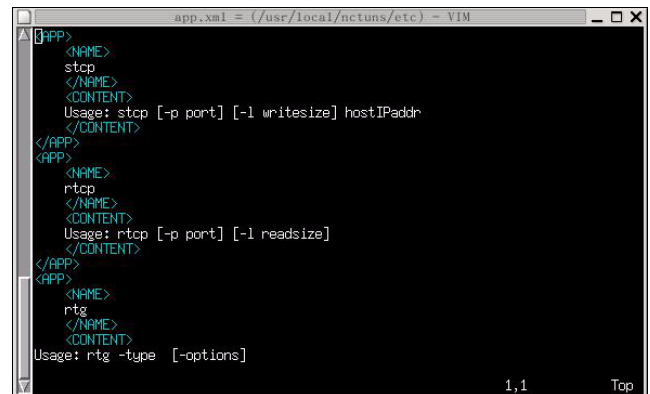 app.xml = (/usr/local/nctuns/etc) - VIM
<APP>
<NAME>
stcp
</NAME>
<CONTENT>
Usage: stcp [-p port] [-l writesize] hostIPaddr
</CONTENT>
</APP>
<APP>
<NAME>
rtcp
</NAME>
<CONTENT>
Usage: rtcp [-p port] [-l readsize]
</CONTENT>
</APP>
<APP>
<NAME>
rtg
</NAME>
<CONTENT>
Usage: rtg -type  [-options]
1,1 Top